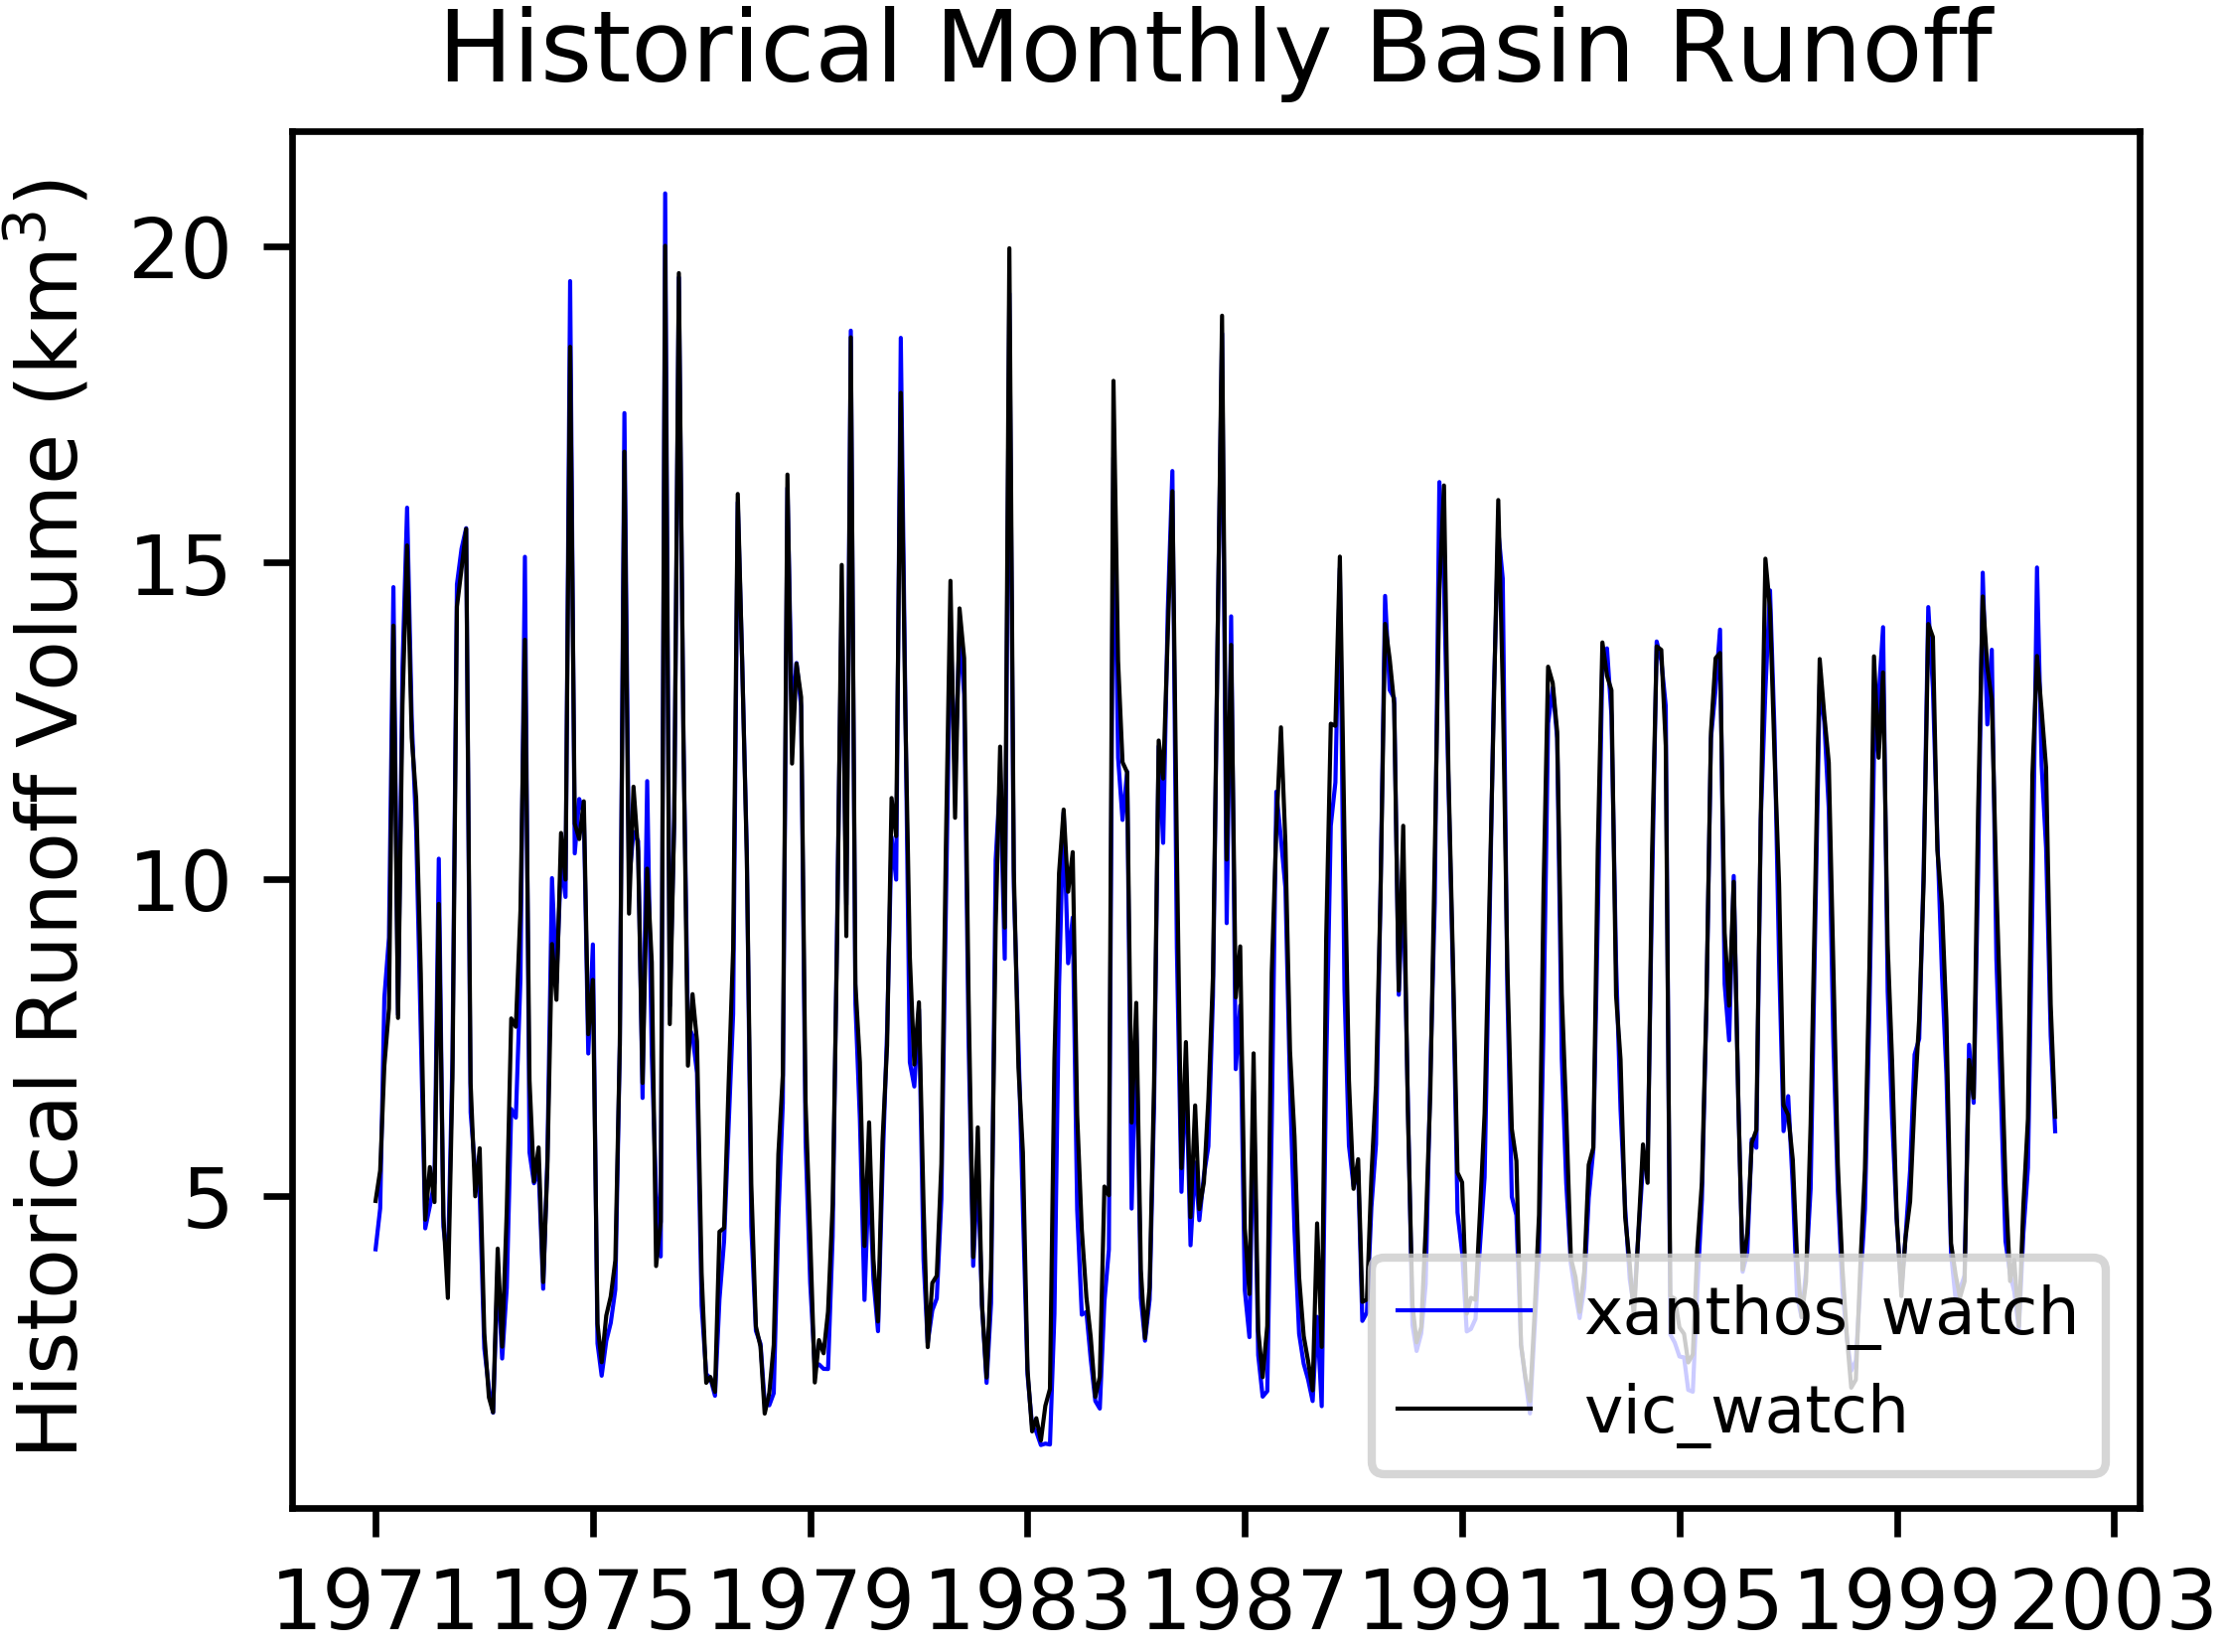 Historical Monthly Basin Runoff
Historical Runoff Volume (km³)
20
15
10
5
xanthos_watch
vic_watch
1971 1975 1979 1983 1987 1991 1995 1999 2003